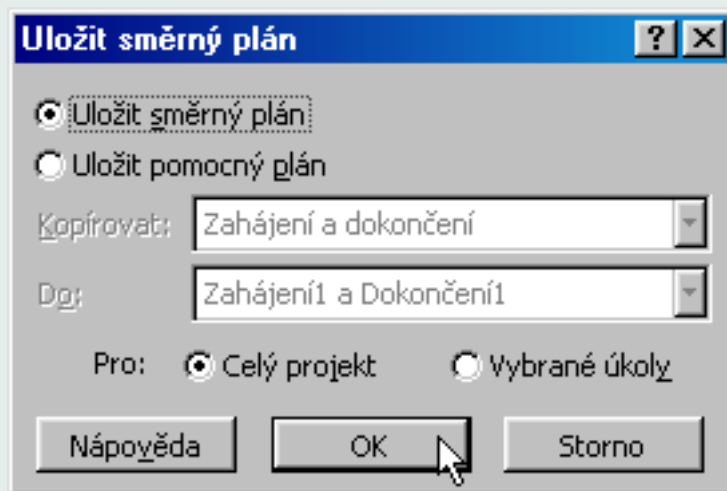 Uložit směrný plán
Uložit směrný plán
Uložit pomocný plán
Kopírovat: Zahájení a dokončení
Do: Zahájení1 a Dokončení1
Pro: Celý projekt Vybrané úkoly
Nápověda OK Storno